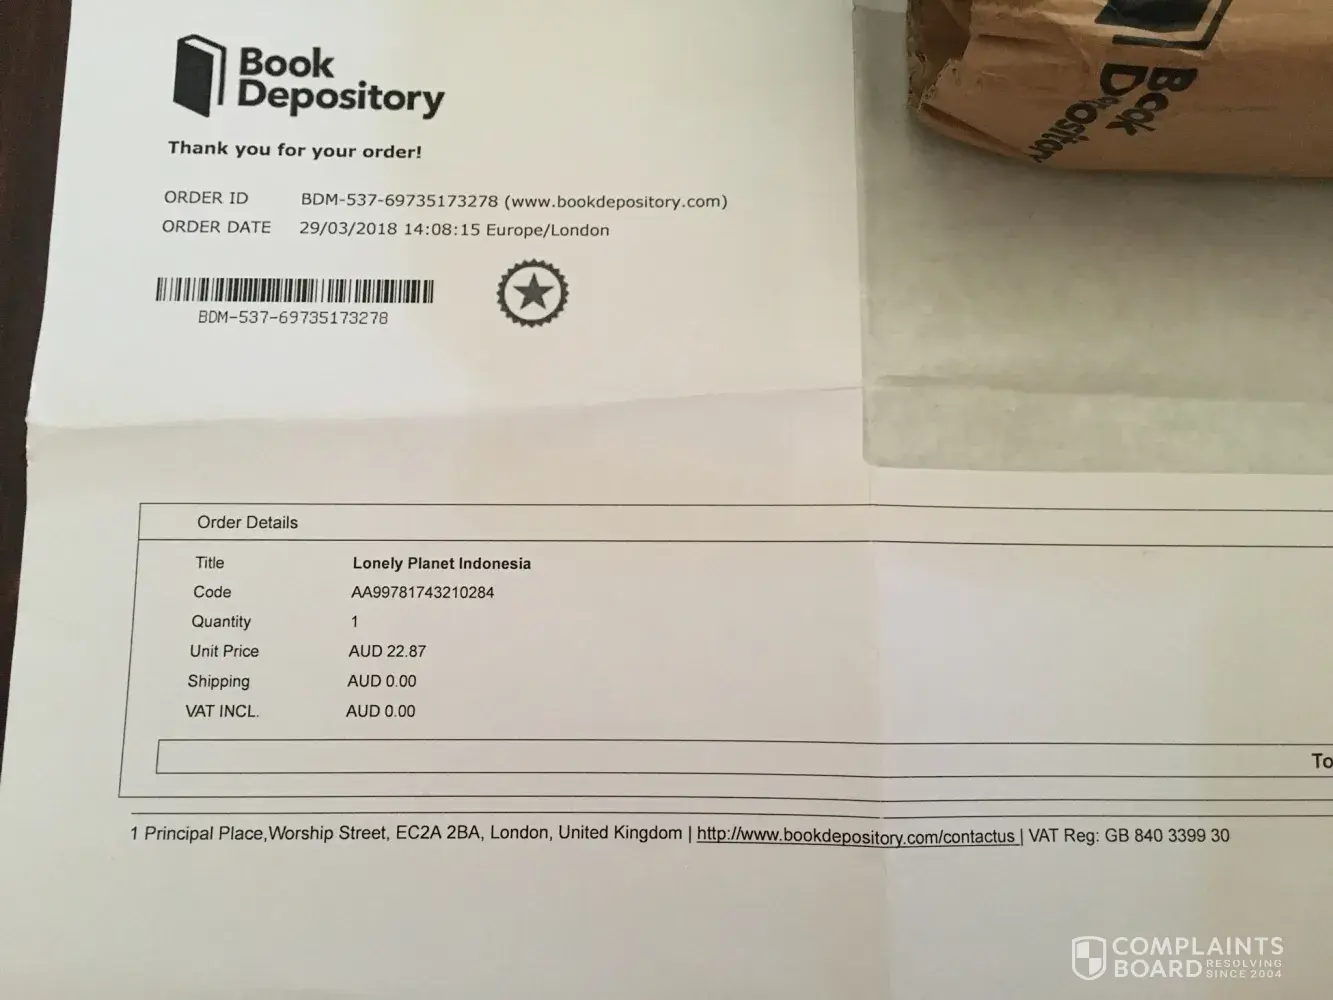 Book
Depository
Book
Depository
Thank you for your order!
ORDER ID BDM-537-69735173278 (www.bookdepository.com)
ORDER DATE 29/03/2018 14:08:15 Europe/London
BDM-537-69735173278
Order Details
Title Lonely Planet Indonesia
Code AA99781743210284
Quantity 1
Unit Price AUD 22.87
Shipping AUD 0.00
VAT INCL. AUD 0.00
To
1 Principal Place,Worship Street, EC2A 2BA, London, United Kingdom | http://www.bookdepository.com/contactus | VAT Reg: GB 840 3399 30
COMPLAINTS
BOARD RESOLVING
SINCE 2004